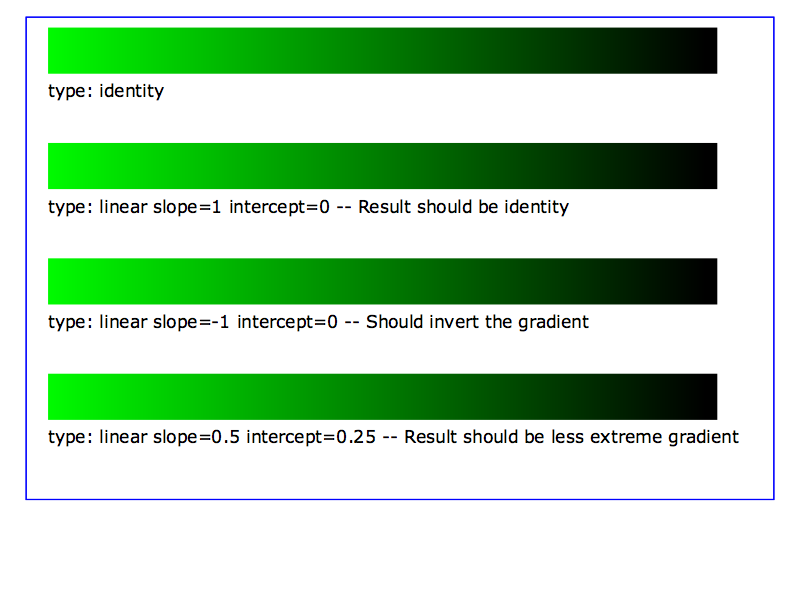 type: identity
type: linear slope=1 intercept=0 -- Result should be identity
type: linear slope=-1 intercept=0 -- Should invert the gradient
type: linear slope=0.5 intercept=0.25 -- Result should be less extreme gradient